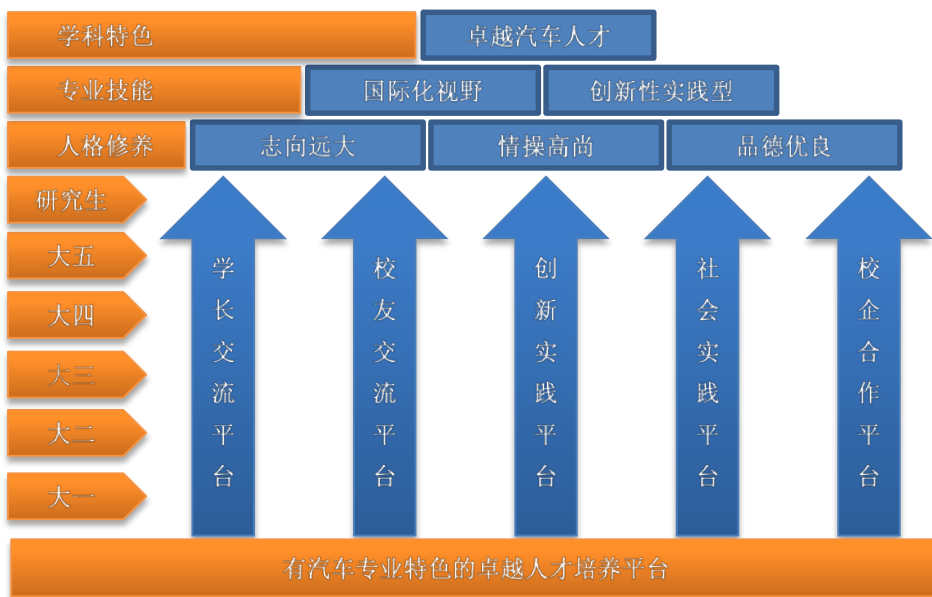 学科特色
卓越汽车人才
专业技能
国际化视野
创新性实践型
人格修养
志向远大
情操高尚
品德优良
研究生
大五
大四
大三
大二
大一
学长交流平台
校友交流平台
创新实践平台
社会实践平台
校企合作平台
有汽车专业特色的卓越人才培养平台